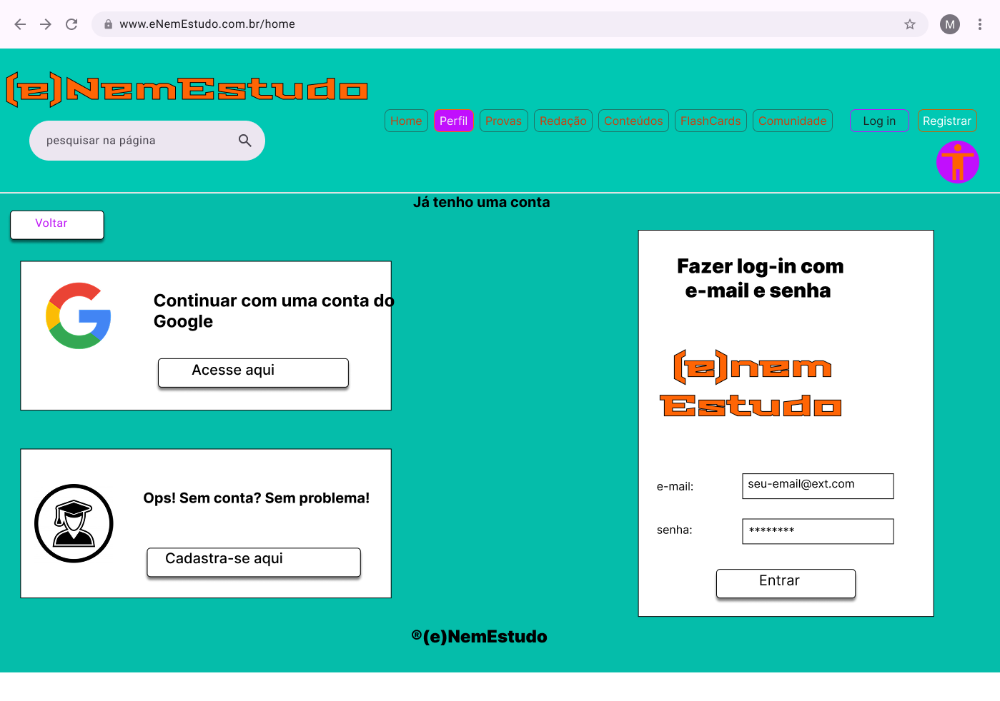 www.eNemEstudo.com.br/home
M
(e)NemEstudo
pesquisar na página
Home
Perfil
Provas
Redação
Conteúdos
FlashCards
Comunidade
Log in
Registrar
Já tenho uma conta
Voltar
Continuar com uma conta do
Google
Acesse aqui
Ops! Sem conta? Sem problema!
Cadastra-se aqui
Fazer log-in com
e-mail e senha
(e)nem
Estudo
e-mail:
seu-email@ext.com
senha:
********
Entrar
®(e)NemEstudo